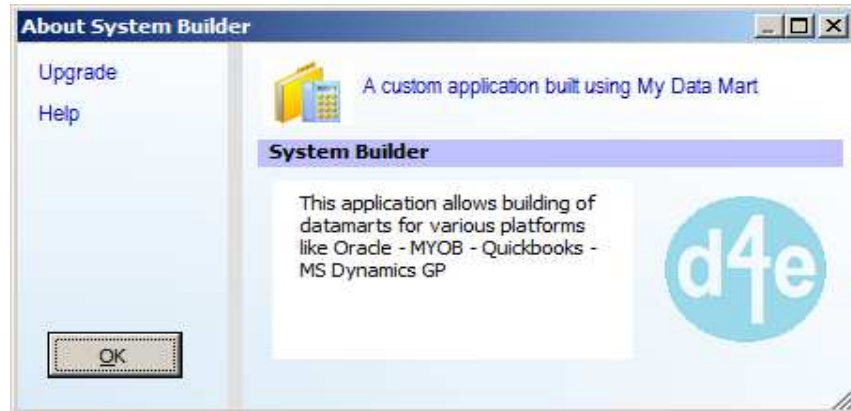 About System Builder
Upgrade
Help
A custom application built using My Data Mart
System Builder
This application allows building of
datamarts for various platforms
like Oracle - MYOB - Quickbooks -
MS Dynamics GP
d4e
OK